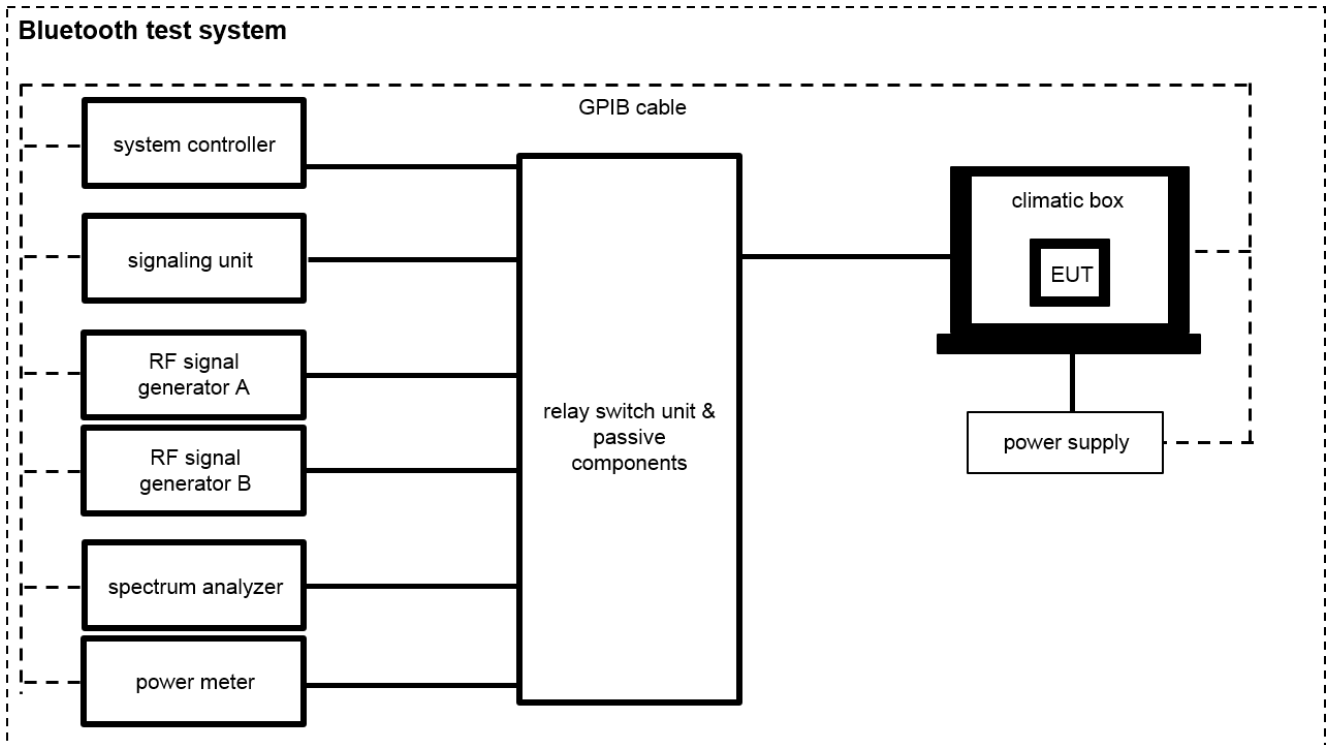 Bluetooth test system
GPIB cable
system controller
signaling unit
RF signal
generator A
RF signal
generator B
spectrum analyzer
power meter
relay switch unit &
passive
components
climatic box
EUT
power supply